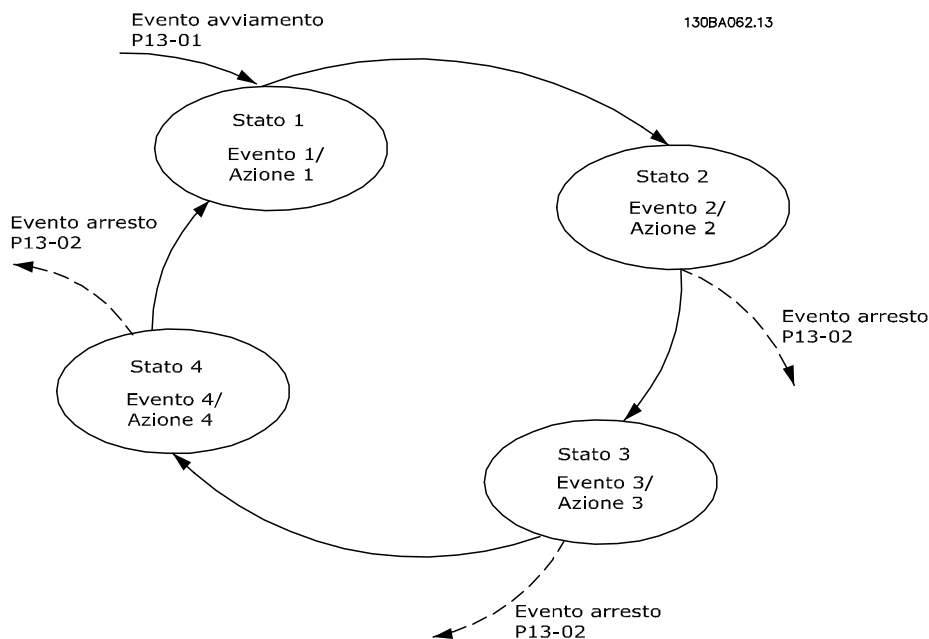 Evento avviamento
P13-01
130BA062.13
Stato 1
Evento 1/
Azione 1
Stato 2
Evento 2/
Azione 2
Evento arresto
P13-02
Evento arresto
P13-02
Stato 4
Evento 4/
Azione 4
Stato 3
Evento 3/
Azione 3
Evento arresto
P13-02